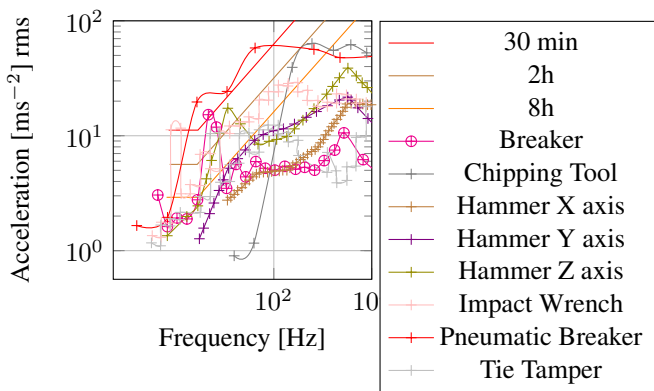 10²
10¹
10⁰
Acceleration [ms⁻²] rms
10²
10
Frequency [Hz]
30 min
2h
8h
Breaker
Chipping Tool
Hammer X axis
Hammer Y axis
Hammer Z axis
Impact Wrench
Pneumatic Breaker
Tie Tamper